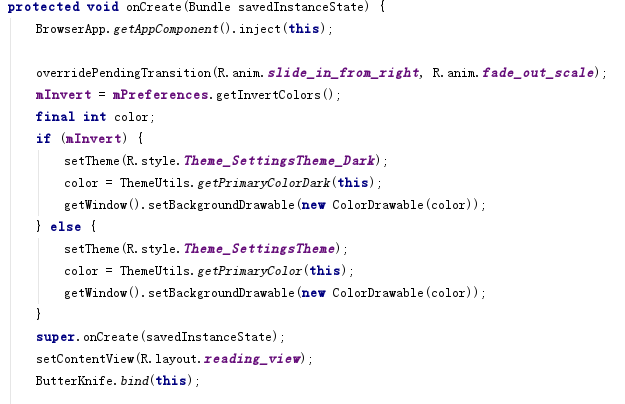 protected void onCreate(Bundle savedInstanceState) {
BrowserApp.getAppComponent().inject(this);
overridePendingTransition(R.anim.slide_in_from_right, R.anim.fade_out_scale);
mInvert = mPreferences.getInvertColors();
final int color;
if (mInvert) {
setTheme(R.style.Theme_SettingsTheme_Dark);
color = ThemeUtils.getPrimaryColorDark(this);
getWindow().setBackgroundDrawable(new ColorDrawable(color));
} else {
setTheme(R.style.Theme_SettingsTheme);
color = ThemeUtils.getPrimaryColor(this);
getWindow().setBackgroundDrawable(new ColorDrawable(color));
}
super.onCreate(savedInstanceState);
setContentView(R.layout.reading_view);
ButterKnife.bind(this);